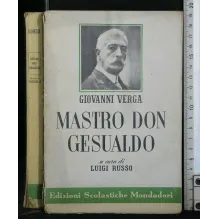 GIOVANNI VERGA
MASTRO DON
GESUALDO
a cura di
LUIGI RUSSO
Edizioni Scolastiche Mondadori